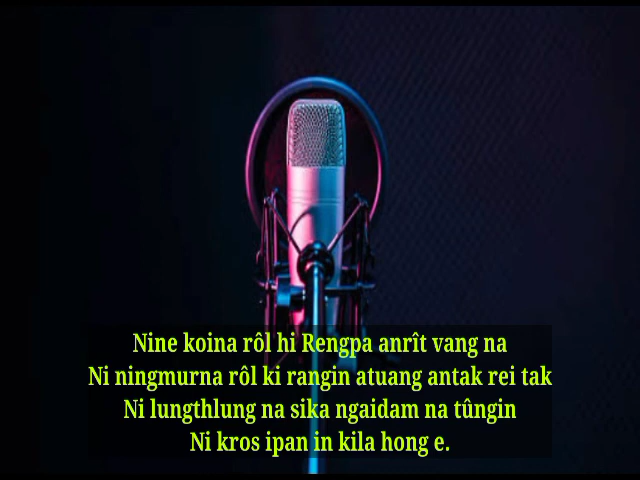 Nine koina rôl hi Rengpa anrît vang na
Ni ningmurna rôl ki rangin atuang antak rei tak
Ni lungthlung na sika ngaidam na tûngin
Ni kros ipan in kila hong e.